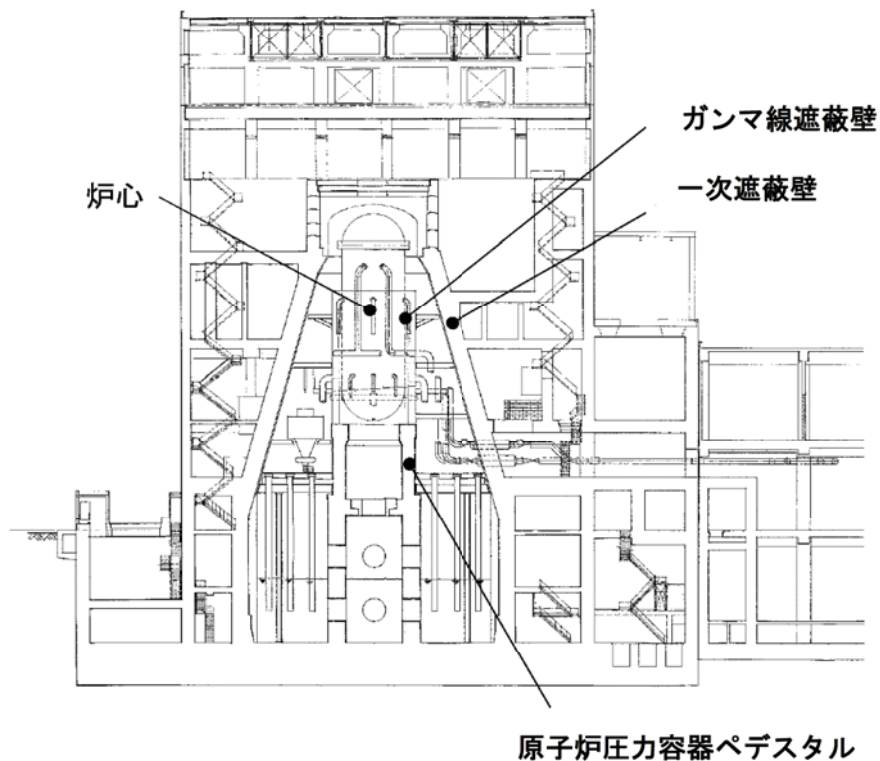 ガンマ線遮蔽壁
一次遮蔽壁
炉心
原子炉圧力容器ペデスタル